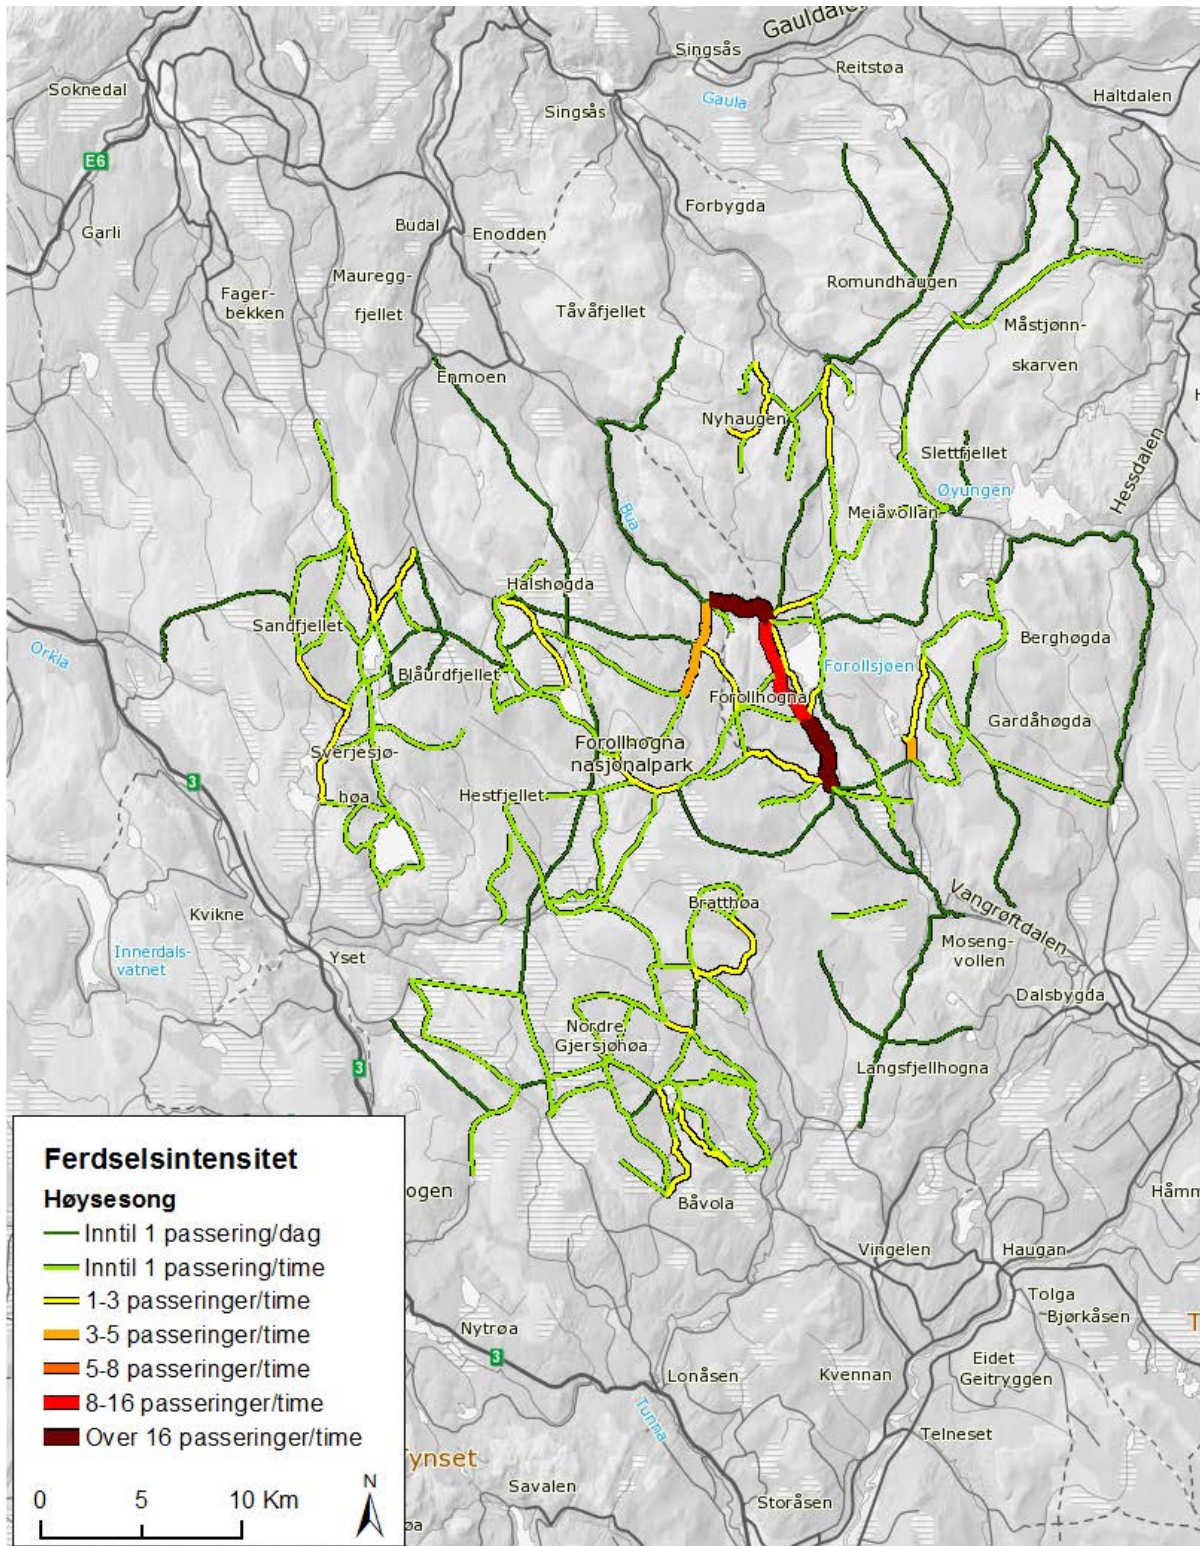 Gauldalen
Singsås
Reitstøa
Soknedal
Gaula
Haltdalen
Singsås
E6
Forbygda
Garli
Budal
Enodden
Mauregg-
fjellet
Romundhaugen
Fager-
bekken
Tåvåfjellet
Måstjønn-
skarven
Enmoen
Nyhaugen
Slettfjellet
Hessdalen
Øyungen
Bua
Meiåvollan
Halshøgda
Sandfjellet
Berghøgda
Orkla
Blåurdfjellet
Forollsjøen
Forollhogna
Gardåhøgda
Sverjesjø-
høa
Forollhogna
nasjonalpark
3
Hestfjellet
Bratthøa
Vangrøftdalen
Kvikne
Innerdals-
vatnet
Yset
Moseng-
vollen
Dalsbygda
Nordre
Gjersjøhøa
3
Langsfjellhogna
Ferdselsintensitet
Høysesong
Inntil 1 passering/dag
Inntil 1 passering/time
1-3 passeringer/time
3-5 passeringer/time
5-8 passeringer/time
8-16 passeringer/time
Over 16 passeringer/time
0 5 10 Km
N
ogen
Båvola
Håmm
Vingelen
Haugan
Tolga
Bjørkåsen
T
Nytrøa
3
Eidet
Geitryggen
Lonåsen
Kvennan
Tunna
Telneset
Tynset
Savalen
Storåsen
øa